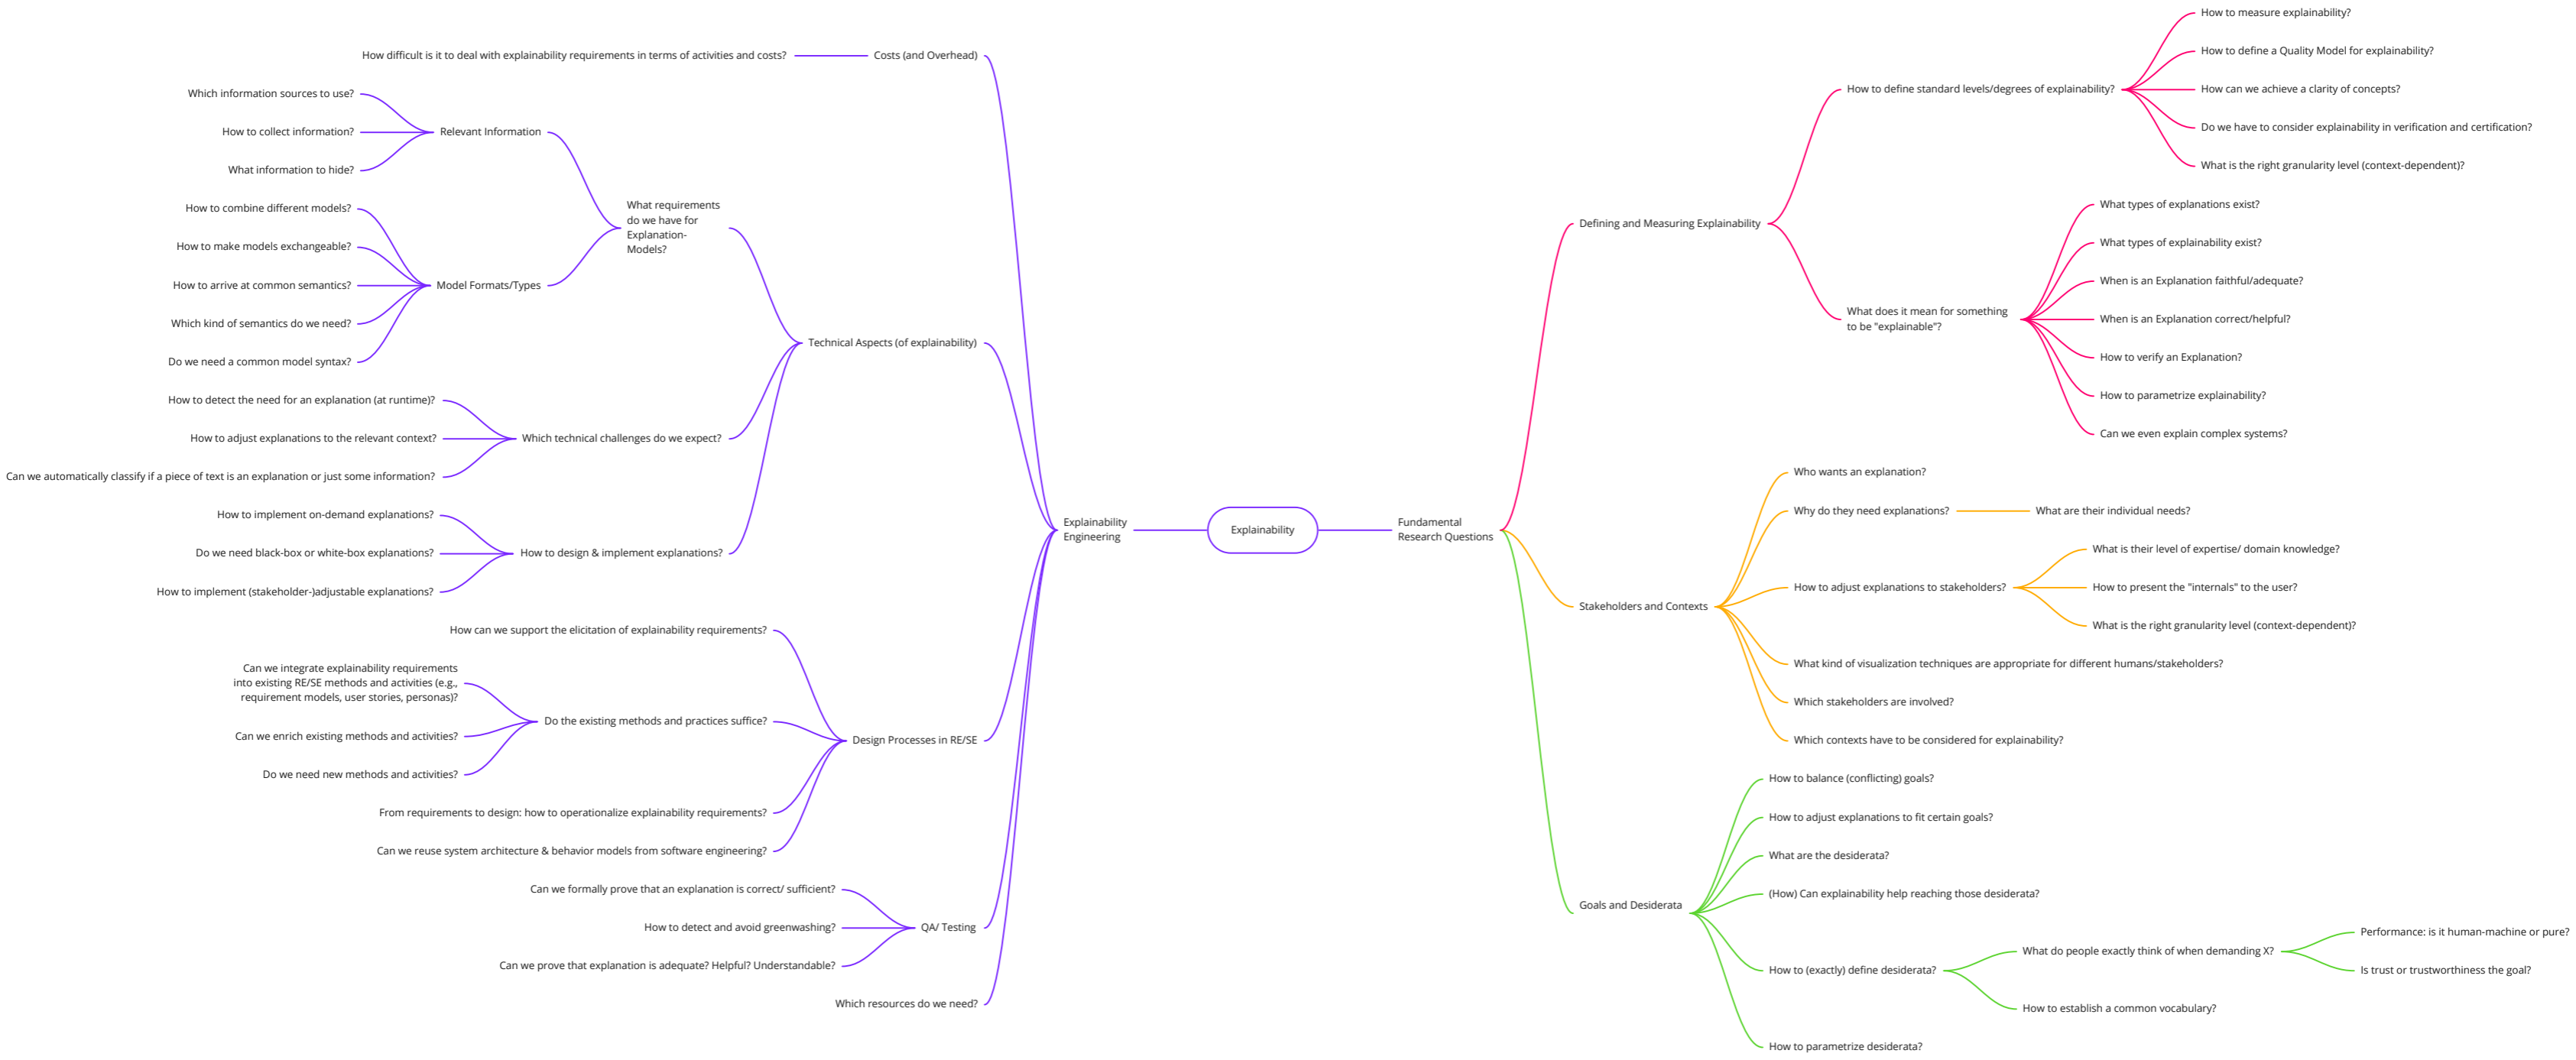 Explainability
Explainability
Engineering
Costs (and Overhead)
How difficult is it to deal with explainability requirements in terms of activities and costs?
Technical Aspects (of explainability)
What requirements
do we have for
Explanation-
Models?
Relevant Information
Which information sources to use?
How to collect information?
What information to hide?
Model Formats/Types
How to combine different models?
How to make models exchangeable?
How to arrive at common semantics?
Which kind of semantics do we need?
Do we need a common model syntax?
Which technical challenges do we expect?
How to detect the need for an explanation (at runtime)?
How to adjust explanations to the relevant context?
Can we automatically classify if a piece of text is an explanation or just some information?
How to design & implement explanations?
How to implement on-demand explanations?
Do we need black-box or white-box explanations?
How to implement (stakeholder-)adjustable explanations?
Design Processes in RE/SE
How can we support the elicitation of explainability requirements?
Do the existing methods and practices suffice?
Can we integrate explainability requirements
into existing RE/SE methods and activities (e.g.,
requirement models, user stories, personas)?
Can we enrich existing methods and activities?
Do we need new methods and activities?
From requirements to design: how to operationalize explainability requirements?
Can we reuse system architecture & behavior models from software engineering?
QA/ Testing
Can we formally prove that an explanation is correct/ sufficient?
How to detect and avoid greenwashing?
Can we prove that explanation is adequate? Helpful? Understandable?
Which resources do we need?
Fundamental
Research Questions
Defining and Measuring Explainability
How to define standard levels/degrees of explainability?
How to measure explainability?
How to define a Quality Model for explainability?
How can we achieve a clarity of concepts?
Do we have to consider explainability in verification and certification?
What is the right granularity level (context-dependent)?
What does it mean for something
to be "explainable"?
What types of explanations exist?
What types of explainability exist?
When is an Explanation faithful/adequate?
When is an Explanation correct/helpful?
How to verify an Explanation?
How to parametrize explainability?
Can we even explain complex systems?
Stakeholders and Contexts
Who wants an explanation?
Why do they need explanations?
What are their individual needs?
How to adjust explanations to stakeholders?
What is their level of expertise/ domain knowledge?
How to present the "internals" to the user?
What is the right granularity level (context-dependent)?
What kind of visualization techniques are appropriate for different humans/stakeholders?
Which stakeholders are involved?
Which contexts have to be considered for explainability?
Goals and Desiderata
How to balance (conflicting) goals?
How to adjust explanations to fit certain goals?
What are the desiderata?
(How) Can explainability help reaching those desiderata?
How to (exactly) define desiderata?
What do people exactly think of when demanding X?
Performance: is it human-machine or pure?
Is trust or trustworthiness the goal?
How to establish a common vocabulary?
How to parametrize desiderata?